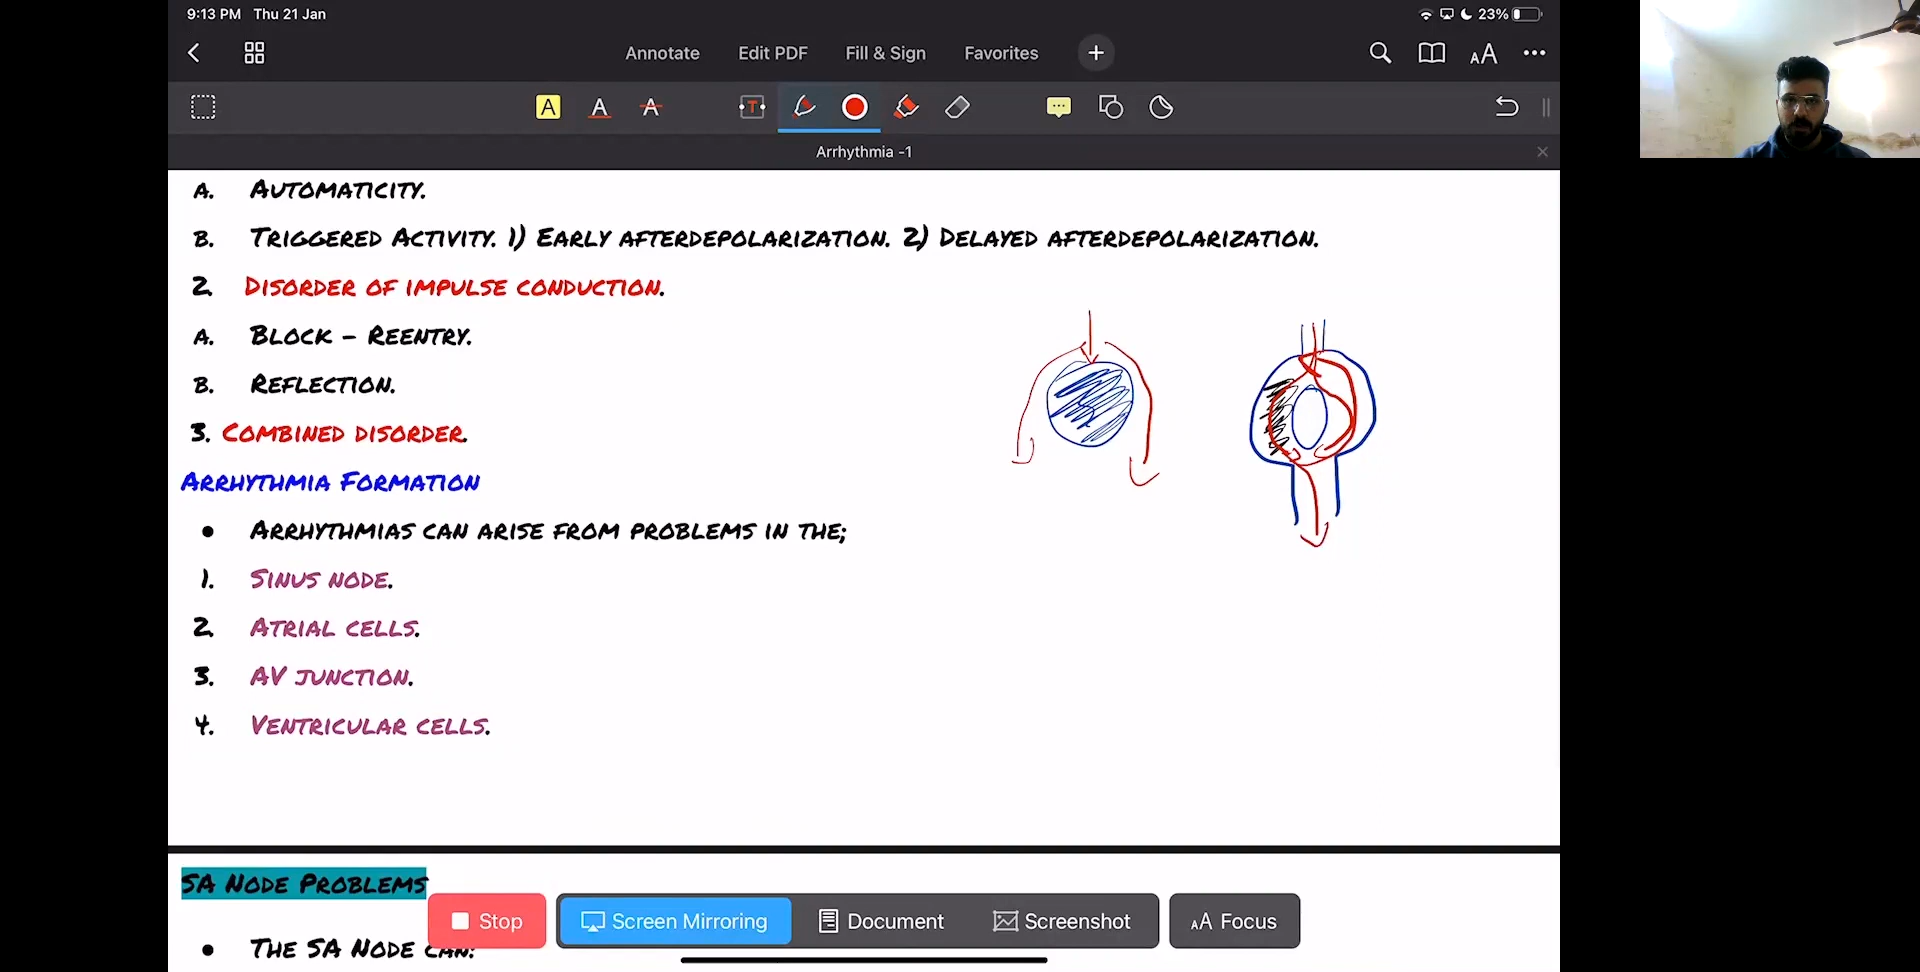 9:13 PM Thu 21 Jan 23%
Annotate Edit PDF Fill & Sign Favorites +
AA
A A A T
Arrhythmia -1
A. AUTOMATICITY.
B. TRIGGERED ACTIVITY. 1) EARLY AFTERDEPOLARIZATION. 2) DELAYED AFTERDEPOLARIZATION.
2. DISORDER OF IMPULSE CONDUCTION.
A. BLOCK – REENTRY.
B. REFLECTION.
3. COMBINED DISORDER.
ARRHYTHMIA FORMATION
• ARRHYTHMIAS CAN ARISE FROM PROBLEMS IN THE;
1. SINUS NODE.
2. ATRIAL CELLS.
3. AV JUNCTION.
4. VENTRICULAR CELLS.
SA NODE PROBLEMS
Stop Screen Mirroring Document Screenshot AA Focus
• THE SA NODE CAN: